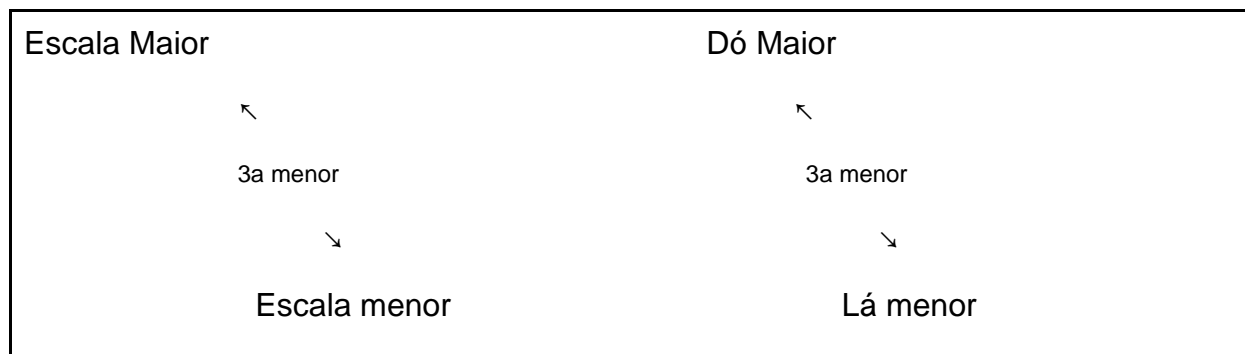 Escala Maior Dó Maior
↖ ↖
3a menor 3a menor
↘ ↘
Escala menor Lá menor